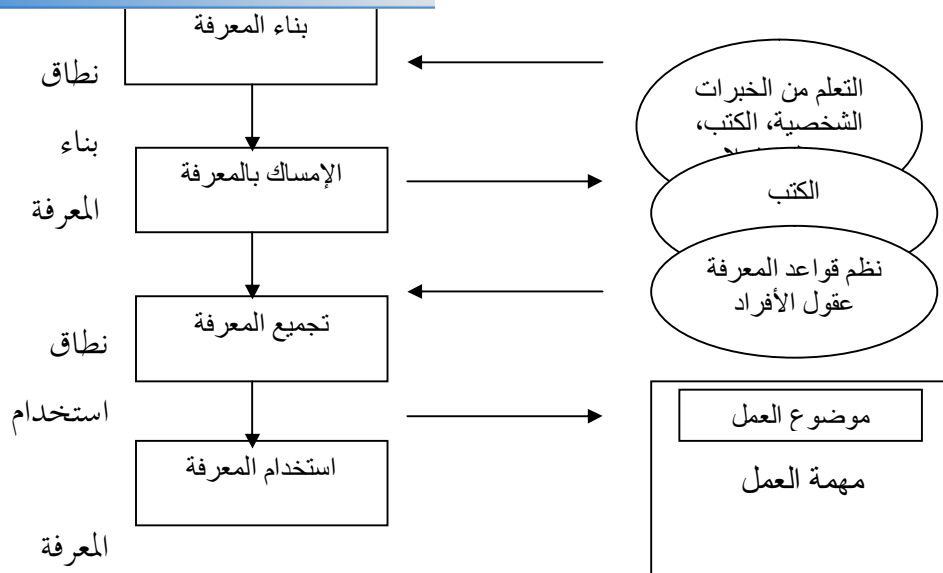 بناء المعرفة
نطاق
بناء
المعرفة
التعلم من الخبرات
الشخصية، الكتب،
الإمساك بالمعرفة
الكتب
نظم قواعد المعرفة
عقول الأفراد
تجميع المعرفة
نطاق
استخدام
المعرفة
موضوع العمل
مهمة العمل
استخدام المعرفة